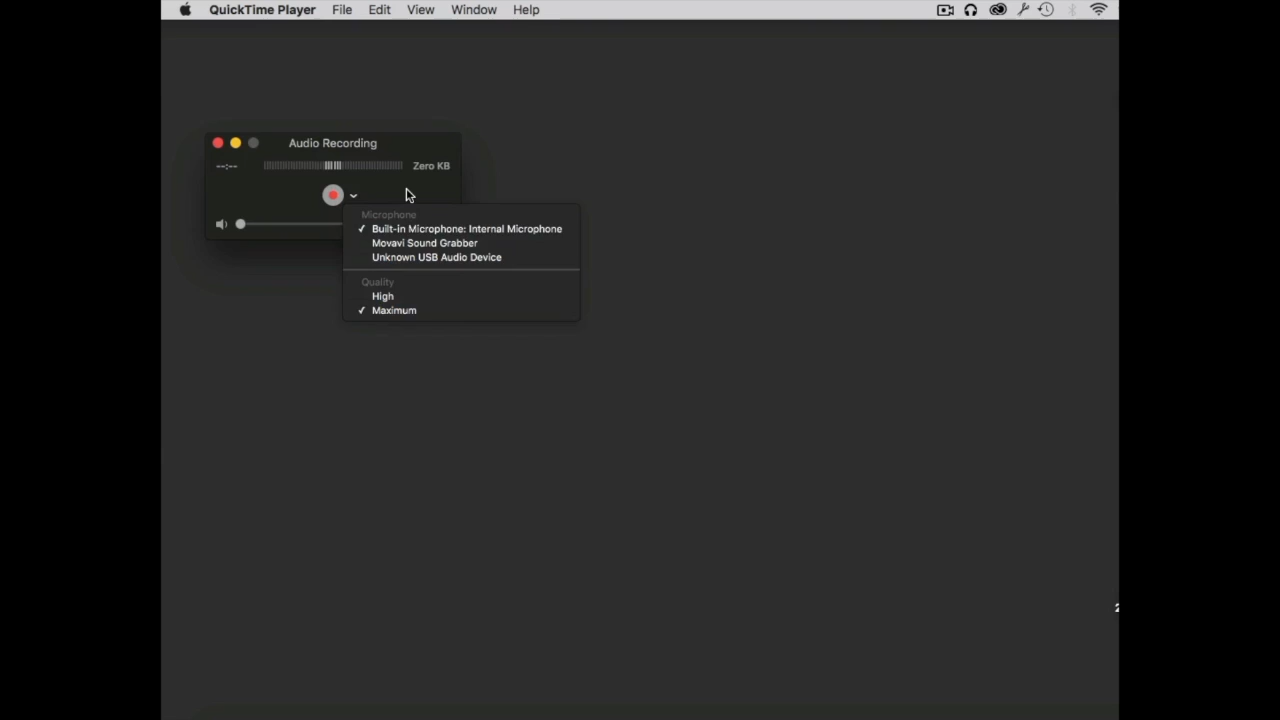 QuickTime Player File Edit View Window Help
Audio Recording
--:-- Zero KB
Microphone
✓ Built-in Microphone: Internal Microphone
Movavi Sound Grabber
Unknown USB Audio Device
Quality
High
✓ Maximum